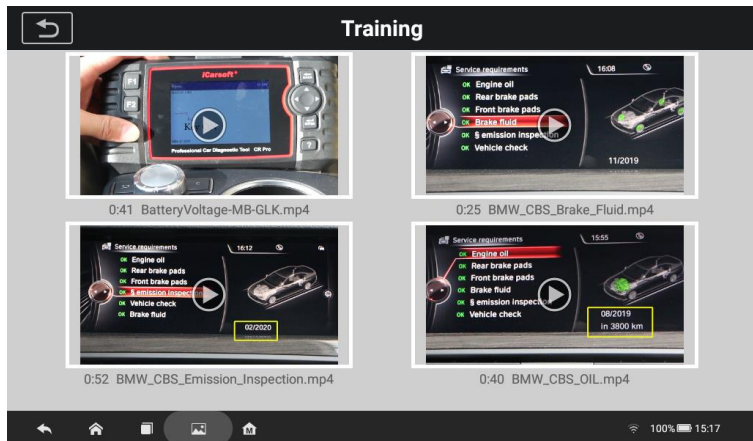 Training
iCarsoft+
F1
F2
Professional Car Diagnostic Tool CR Pro
?
0:41 BatteryVoltage-MB-GLK.mp4
Service requirements 16:08
OK Engine oil
OK Rear brake pads
OK Front brake pads
OK Brake fluid
OK § emission inspection
OK Vehicle check
11/2019
0:25 BMW_CBS_Brake_Fluid.mp4
Service requirements 16:12
OK Engine oil
OK Rear brake pads
OK Front brake pads
OK § emission inspection
OK Vehicle check
OK Brake fluid
02/2020
0:52 BMW_CBS_Emission_Inspection.mp4
Service requirements 15:55
OK Engine oil
OK Rear brake pads
OK Front brake pads
OK Brake fluid
OK § emission inspection
OK Vehicle check
08/2019
in 3800 km
0:40 BMW_CBS_OIL.mp4
M
100% 15:17